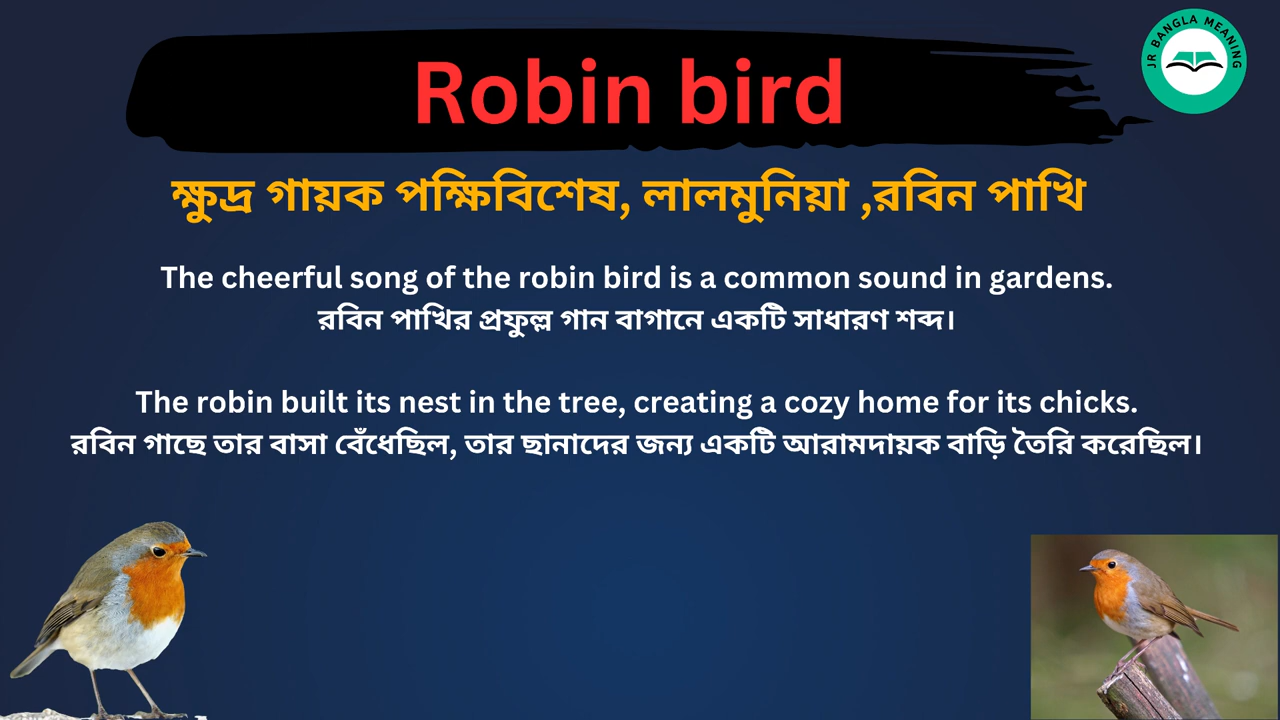 JR BANGLA MEANING
Robin bird
ক্ষুদ্র গায়ক পক্ষিবিশেষ, লালমুনিয়া ,রবিন পাখি
The cheerful song of the robin bird is a common sound in gardens.
রবিন পাখির প্রফুল্ল গান বাগানে একটি সাধারণ শব্দ।
The robin built its nest in the tree, creating a cozy home for its chicks.
রবিন গাছে তার বাসা বেঁধেছিল, তার ছানাদের জন্য একটি আরামদায়ক বাড়ি তৈরি করেছিল।